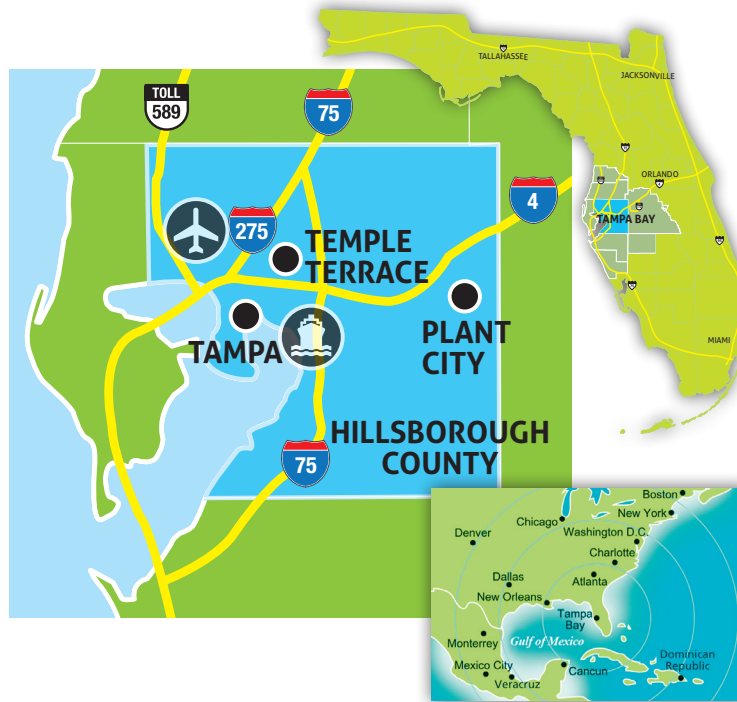 TALLAHASSEE
JACKSONVILLE
ORLANDO
TAMPA BAY
MIAMI
TOLL
589
75
4
275
TEMPLE
TERRACE
TAMPA
PLANT
CITY
HILLSBOROUGH
COUNTY
75
Boston
New York
Chicago
Washington D.C.
Denver
Charlotte
Dallas
Atlanta
New Orleans
Tampa
Bay
Monterrey
Gulf of Mexico
Dominican
Republic
Mexico City
Cancun
Veracruz